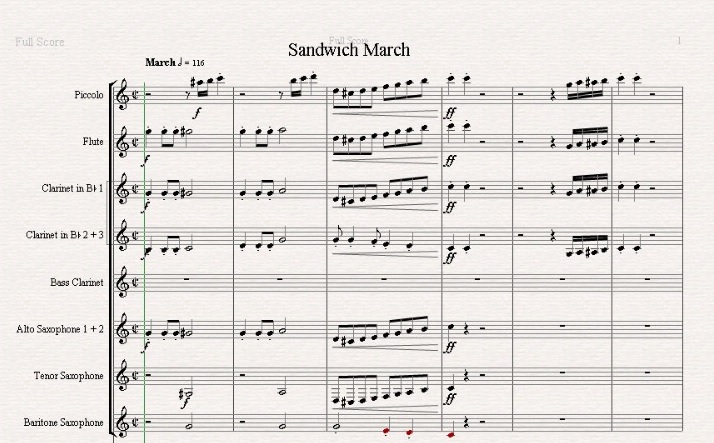 Full Score
Full Score
1
Sandwich March
March 𝅗𝅥 = 116
Piccolo
f
ff
Flute
f
ff
Clarinet in B♭ 1
f
ff
Clarinet in B♭ 2 + 3
f
ff
Bass Clarinet
Alto Saxophone 1 + 2
f
ff
Tenor Saxophone
f
ff
Baritone Saxophone